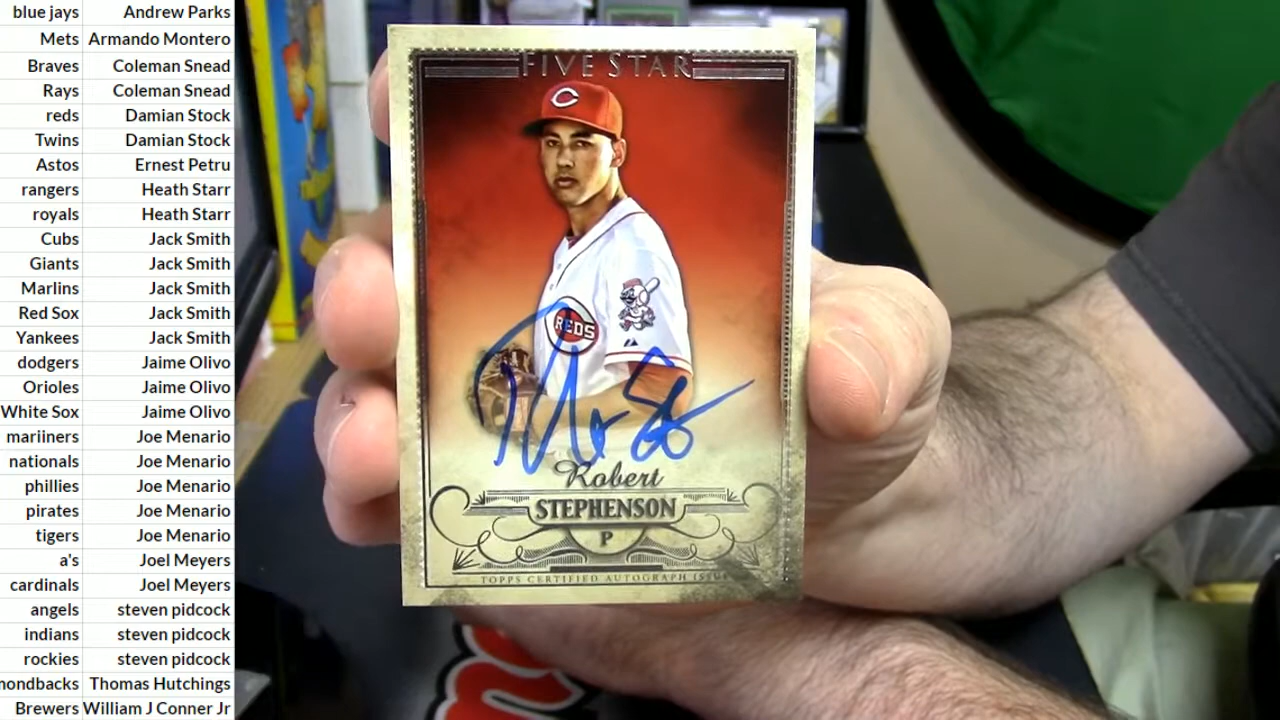 blue jays Andrew Parks
Mets Armando Montero
Braves Coleman Snead
Rays Coleman Snead
reds Damian Stock
Twins Damian Stock
Astos Ernest Petru
rangers Heath Starr
royals Heath Starr
Cubs Jack Smith
Giants Jack Smith
Marlins Jack Smith
Red Sox Jack Smith
Yankees Jack Smith
dodgers Jaime Olivo
Orioles Jaime Olivo
White Sox Jaime Olivo
mariiners Joe Menario
nationals Joe Menario
phillies Joe Menario
pirates Joe Menario
tigers Joe Menario
a's Joel Meyers
cardinals Joel Meyers
angels steven pidcock
indians steven pidcock
rockies steven pidcock
mondbacks Thomas Hutchings
Brewers William J Conner Jr
FIVE STAR
C
REDS
Robert
STEPHENSON
P
TOPPS CERTIFIED AUTOGRAPH ISSUE